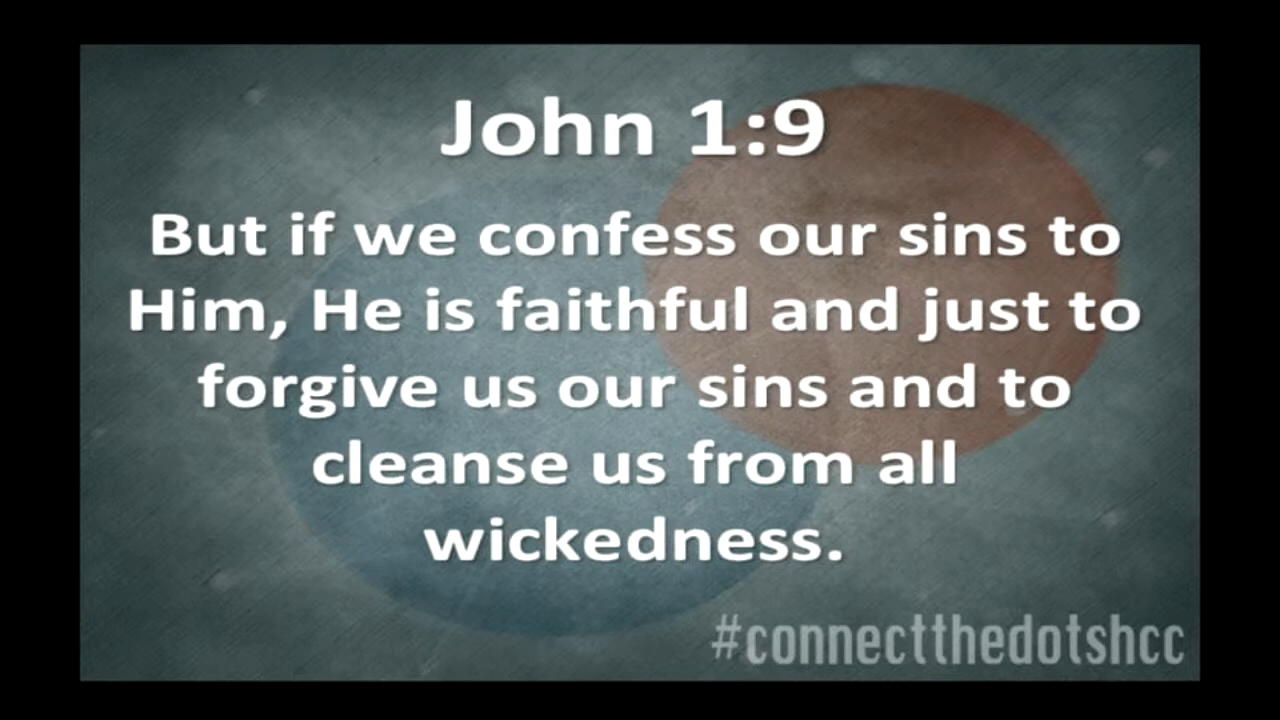 John 1:9
But if we confess our sins to
Him, He is faithful and just to
forgive us our sins and to
cleanse us from all
wickedness.
#connectthedotshcc